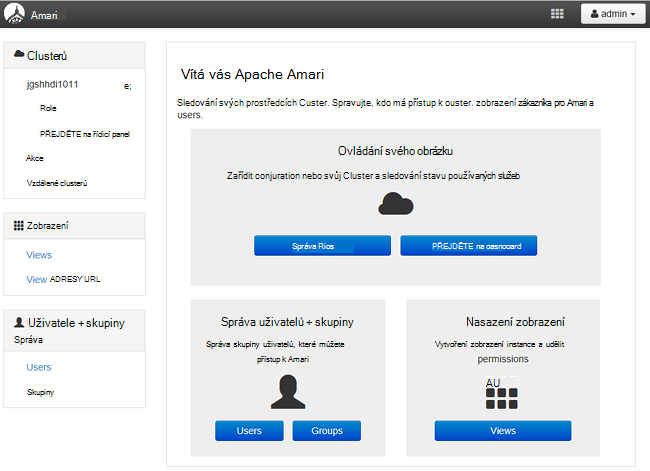 Amari
admin
Clusterů
jgshhdi1011 e;
Role
PŘEJDĚTE na řídicí panel
Akce
Vzdálené clusterů
Zobrazení
Views
View ADRESY URL
Uživatele + skupiny
Správa
Users
Skupiny
Vítá vás Apache Amari
Sledování svých prostředcích Custer. Spravujte, kdo má přístup k ouster. zobrazení zákazníka pro Amari a
users.
Ovládání svého obrázku
Zařídit conjuration nebo svůj Cluster a sledování stavu používaných služeb
Správa Rios
PŘEJDĚTE na oasnooard
Správa uživatelů + skupiny
Správa skupiny uživatelů, které můžete
přístup k Amari
Users
Groups
Nasazení zobrazení
Vytvoření zobrazení instance a udělit
permissions
AU
Views